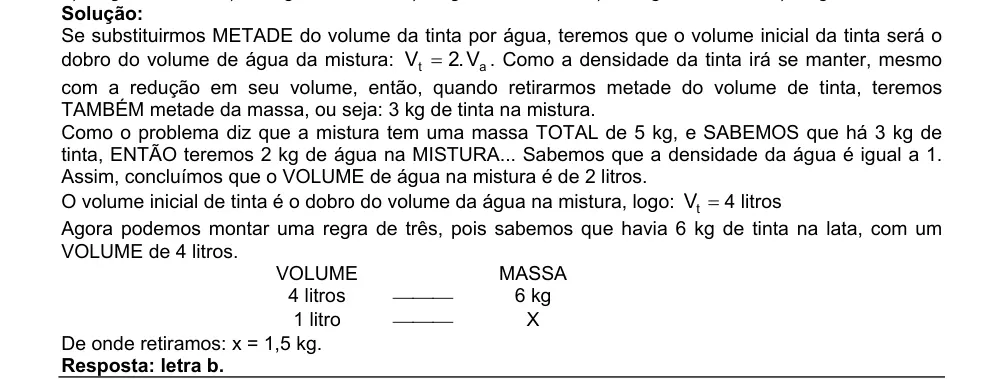 Solução:
Se substituirmos METADE do volume da tinta por água, teremos que o volume inicial da tinta será o
dobro do volume de água da mistura: Vt = 2.Va. Como a densidade da tinta irá se manter, mesmo
com a redução em seu volume, então, quando retirarmos metade do volume de tinta, teremos
TAMBÉM metade da massa, ou seja: 3 kg de tinta na mistura.
Como o problema diz que a mistura tem uma massa TOTAL de 5 kg, e SABEMOS que há 3 kg de
tinta, ENTÃO teremos 2 kg de água na MISTURA... Sabemos que a densidade da água é igual a 1.
Assim, concluímos que o VOLUME de água na mistura é de 2 litros.
O volume inicial de tinta é o dobro do volume da água na mistura, logo: Vt = 4 litros
Agora podemos montar uma regra de três, pois sabemos que havia 6 kg de tinta na lata, com um
VOLUME de 4 litros.
VOLUME MASSA
4 litros ——— 6 kg
1 litro ——— X
De onde retiramos: x = 1,5 kg.
Resposta: letra b.